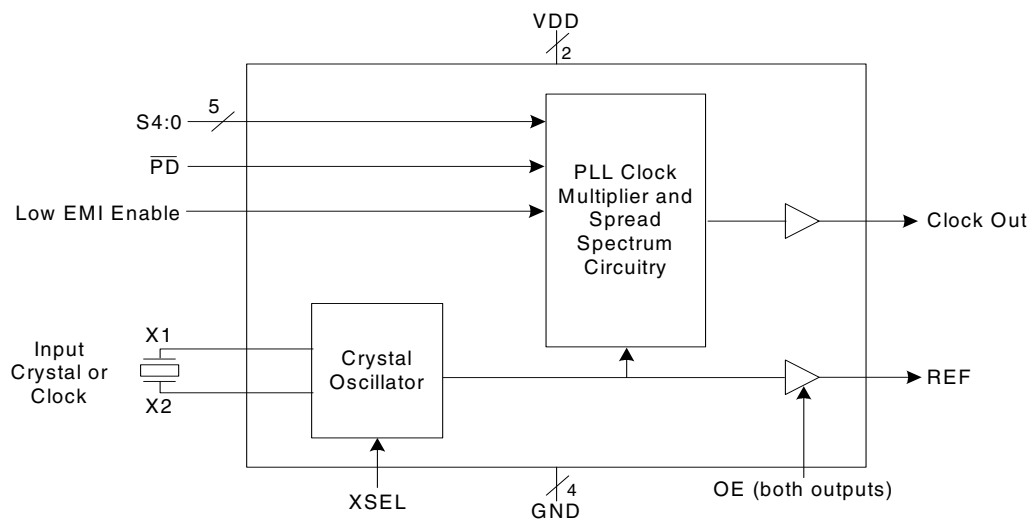 VDD
2
5
S4:0
P̅D̅
Low EMI Enable
PLL Clock
Multiplier and
Spread
Spectrum
Circuitry
Clock Out
X1
Input
Crystal or
Clock
X2
Crystal
Oscillator
REF
XSEL
4
GND
OE (both outputs)